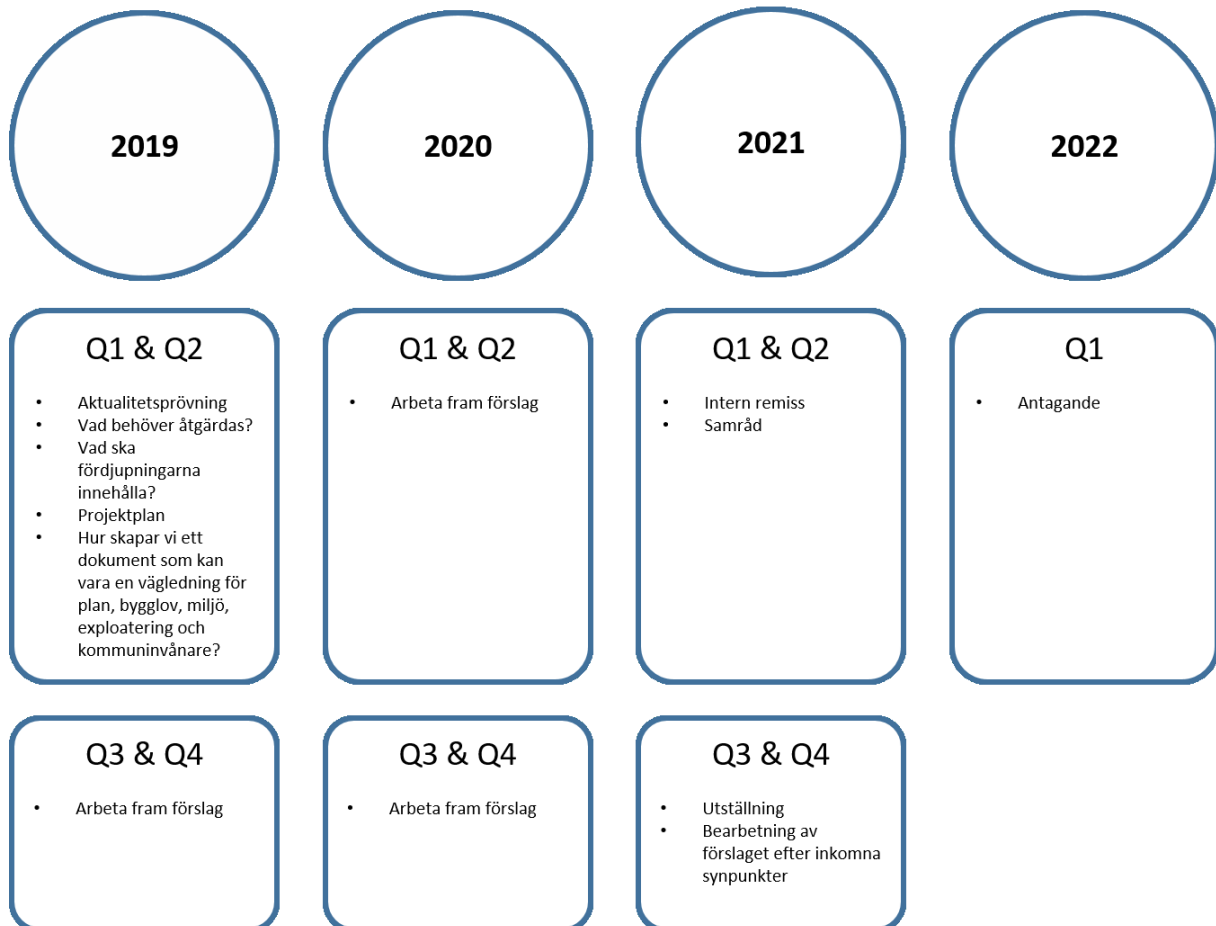 2019
2020
2021
2022
Q1 & Q2
• Aktualitetsprövning
• Vad behöver åtgärdas?
• Vad ska
fördjupningarna
innehålla?
• Projektplan
• Hur skapar vi ett
dokument som kan
vara en vägledning för
plan, bygglov, miljö,
exploatering och
kommuninvånare?
Q1 & Q2
• Arbeta fram förslag
Q1 & Q2
• Intern remiss
• Samråd
Q1
• Antagande
Q3 & Q4
• Arbeta fram förslag
Q3 & Q4
• Arbeta fram förslag
Q3 & Q4
• Utställning
• Bearbetning av
förslaget efter inkomna
synpunkter